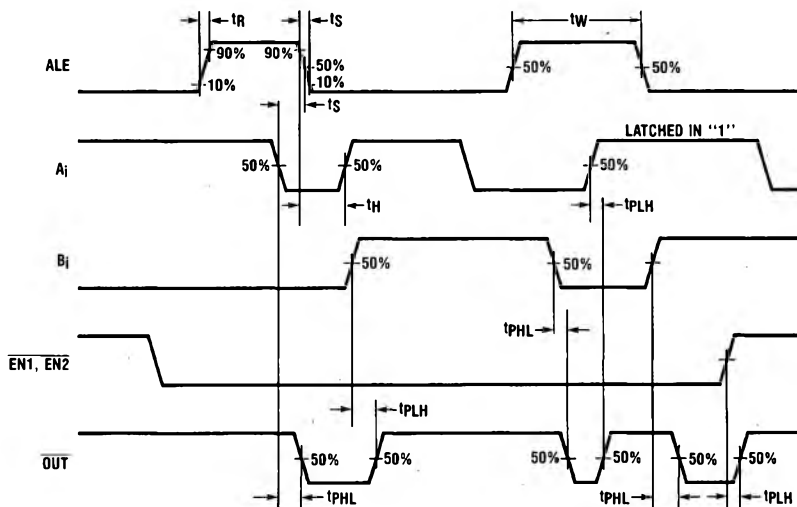 tR tS tW
ALE 90% 90% 50% 50% 50%
10% 10%
tS
LATCHED IN "1"
Ai 50% 50% 50%
tH tPLH
Bi 50% 50%
tPHL
EN1, EN2
tPLH
OUT 50% 50% 50% 50% 50% 50%
tPHL tPHL tPLH